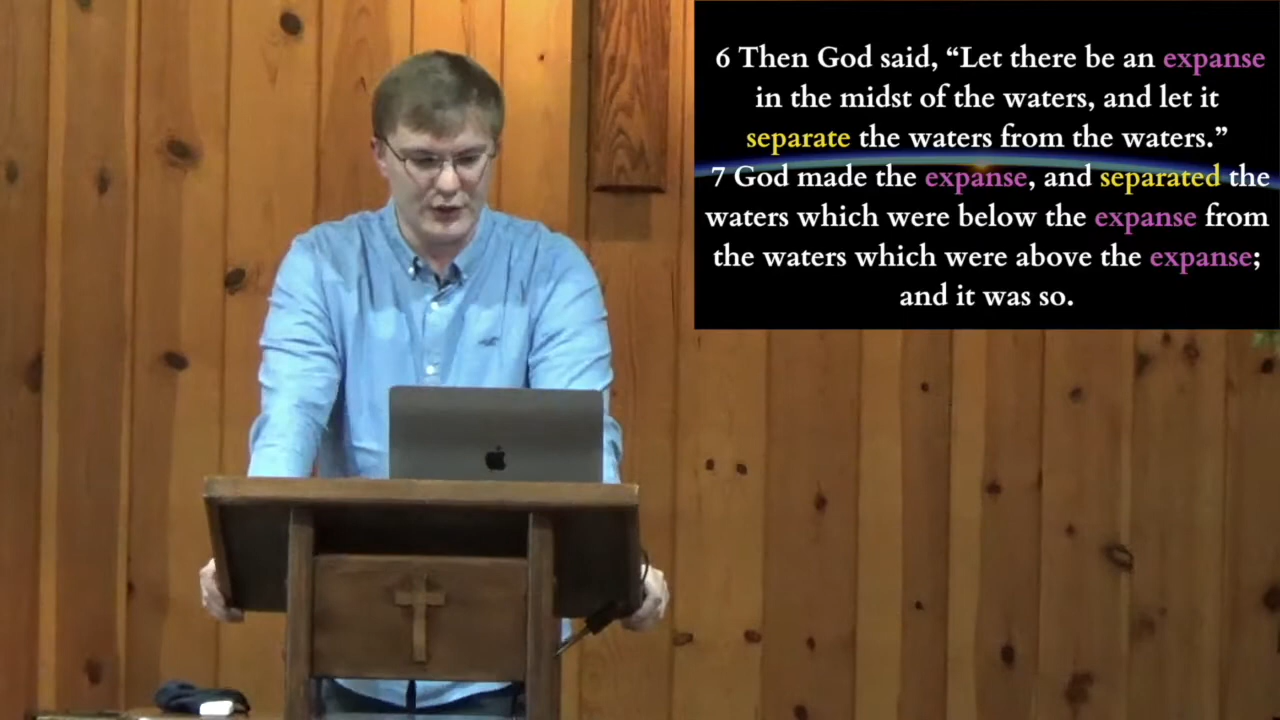 6 Then God said, “Let there be an expanse
in the midst of the waters, and let it
separate the waters from the waters.”
7 God made the expanse, and separated the
waters which were below the expanse from
the waters which were above the expanse;
and it was so.